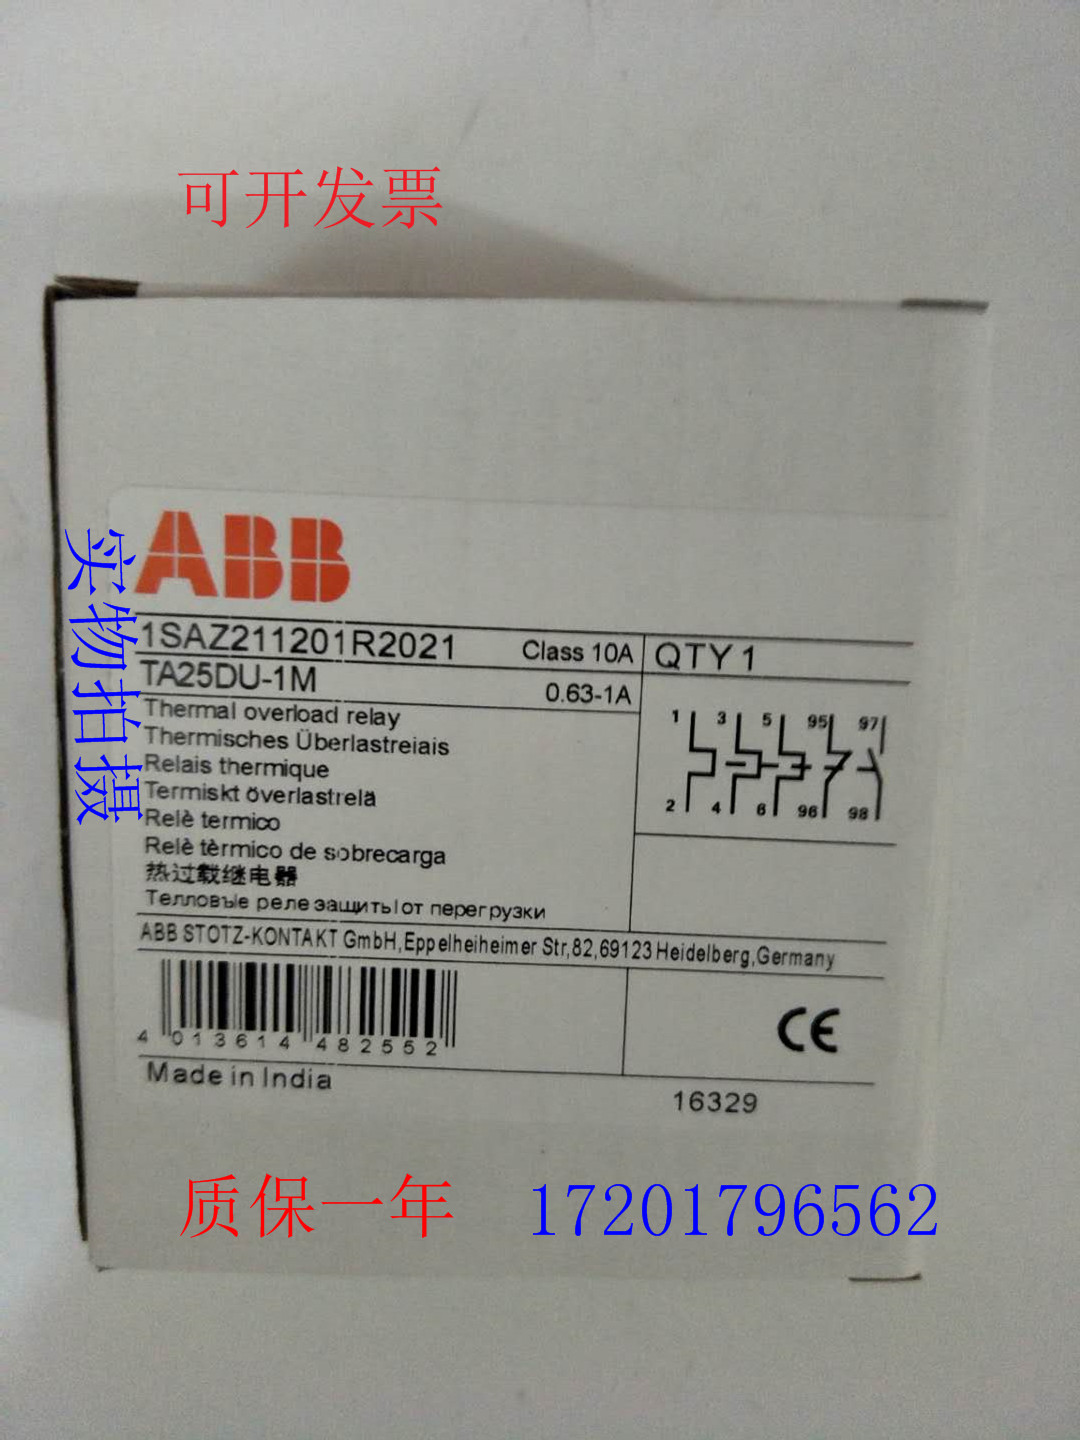 可开发票
ABB
实物拍摄
1SAZ211201R2021 Class 10A QTY 1
TA25DU-1M 0.63-1A
Thermal overload relay
Thermisches Überlastreiais
Relais thermique
Termiskt överlastrelä
Relè termico
Relè tèrmico de sobrecarga
热过载继电器
Тепловые реле защиты от перегрузки
1 3 5 95 97
2 4 6 96 98
ABB STOTZ-KONTAKT GmbH,Eppelheiheimer Str,82,69123 Heidelberg,Germany
4 013614 482552
CE
Made in India
16329
质保一年 17201796562